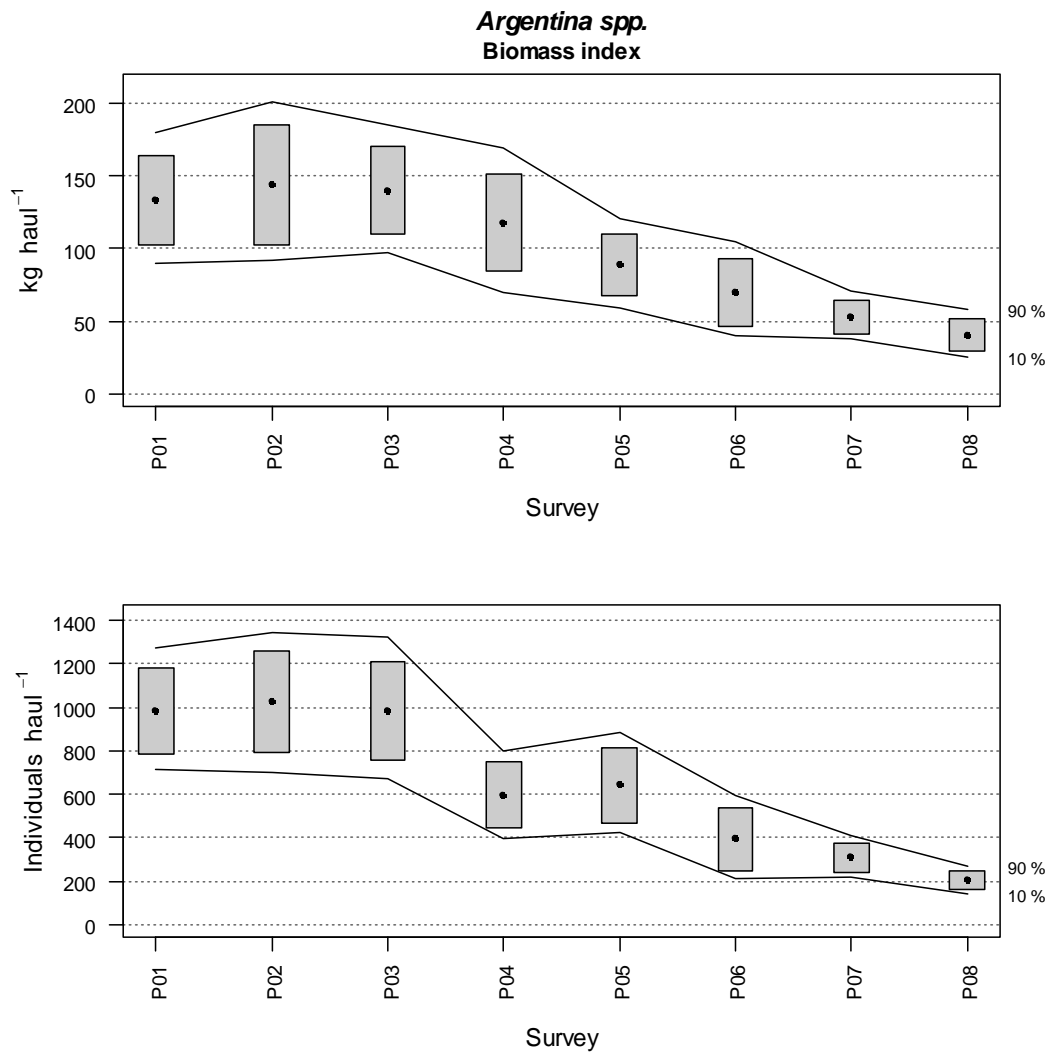 Argentina spp.
Biomass index
kg haul⁻¹
200
150
100
50
0
90 %
10 %
P01 P02 P03 P04 P05 P06 P07 P08
Survey
Individuals haul⁻¹
1400
1200
1000
800
600
400
200
0
90 %
10 %
P01 P02 P03 P04 P05 P06 P07 P08
Survey